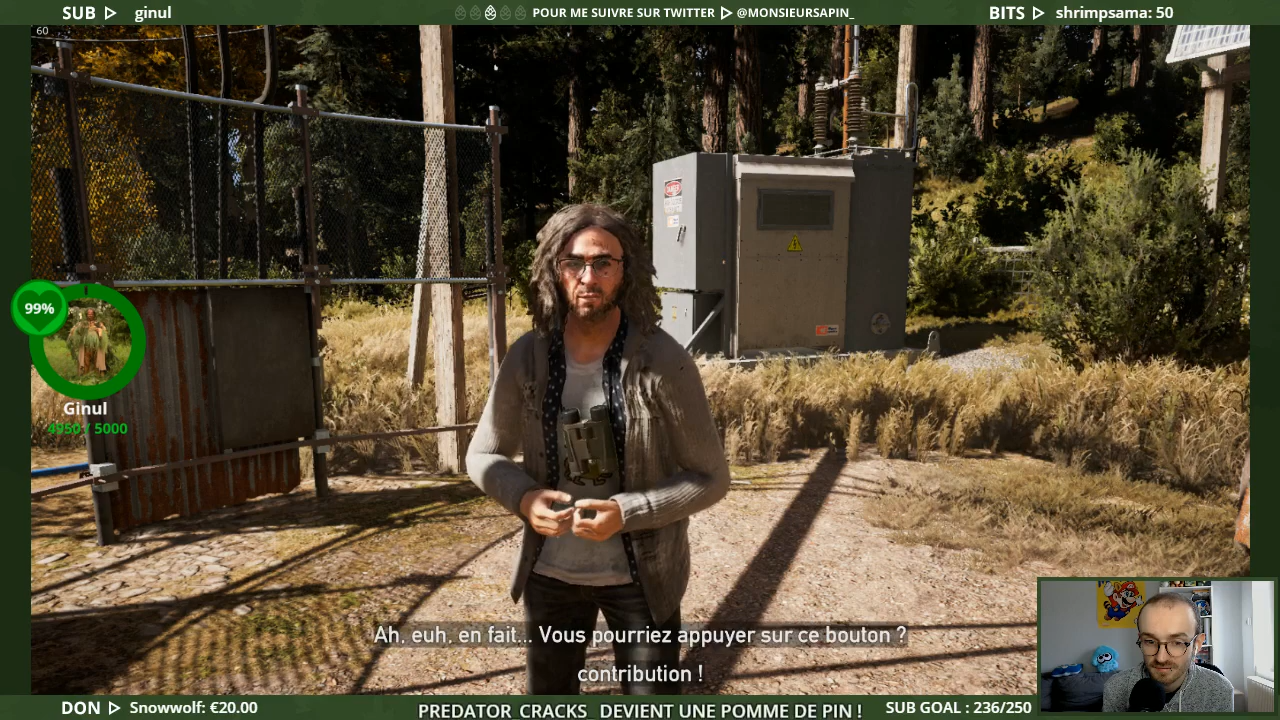 SUB ginul
POUR ME SUIVRE SUR TWITTER @MONSIEURSAPIN_
BITS shrimpsama: 50
60
DANGER
99%
Ginul
4950 / 5000
Ah, euh, en fait... Vous pourriez appuyer sur ce bouton ?
contribution !
DON Snowwolf: €20.00
PREDATOR_CRACKS_ DEVIENT UNE POMME DE PIN !
SUB GOAL : 236/250